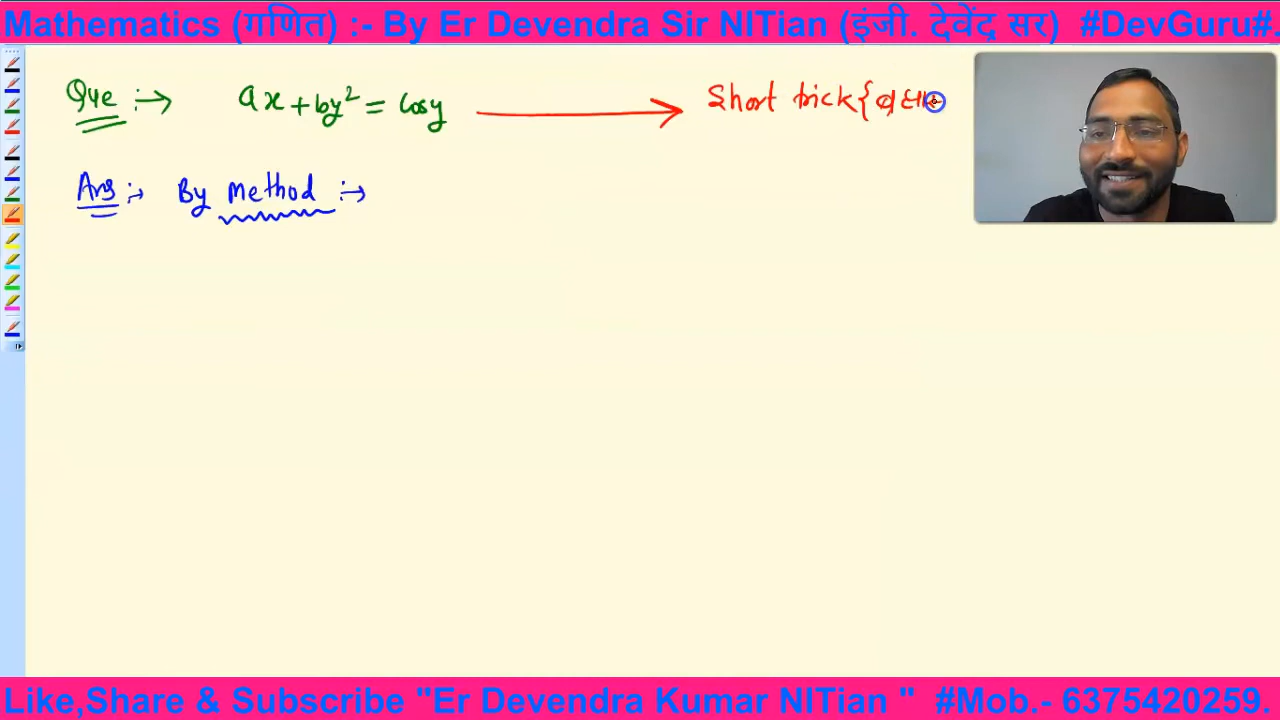 Mathematics (गणित) :- By Er Devendra Sir NITian (इंजी. देवेंद्र सर) #DevGuru#.
Que :→ ax + by² = cosy → Short trick {
Ans :→ By Method :→
Like,Share & Subscribe "Er Devendra Kumar NITian " #Mob.- 6375420259.